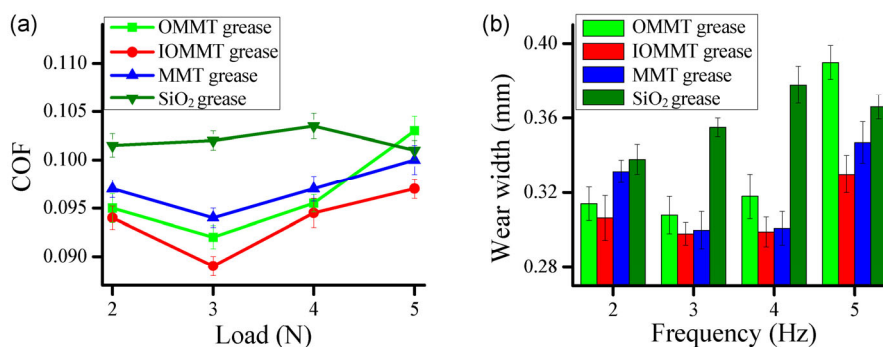 (a)
OMMT grease
IOMMT grease
MMT grease
SiO₂ grease
0.110
0.105
0.100
0.095
0.090
COF
2 3 4 5
Load (N)
(b)
OMMT grease
IOMMT grease
MMT grease
SiO₂ grease
0.40
0.36
0.32
0.28
Wear width (mm)
2 3 4 5
Frequency (Hz)